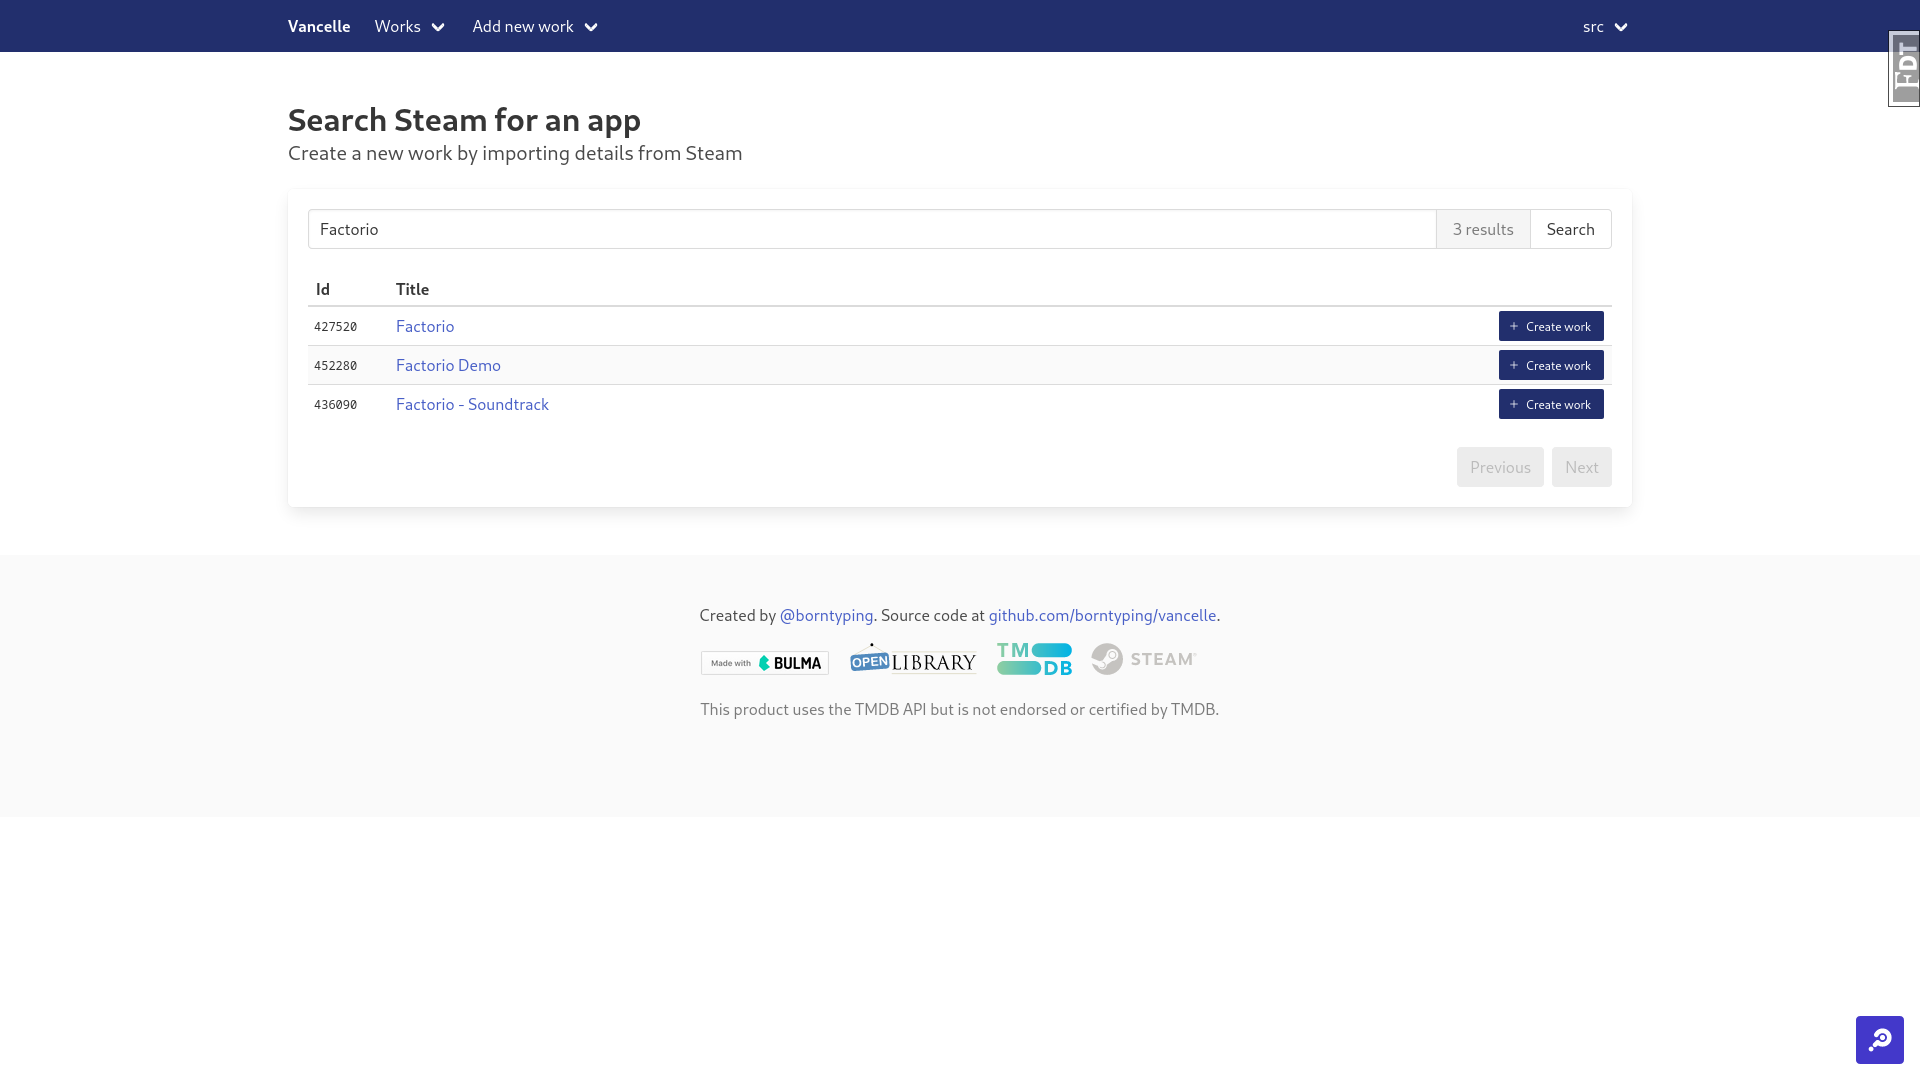 Vancelle Works Add new work src
FDT
Search Steam for an app
Create a new work by importing details from Steam
Factorio 3 results Search
Id Title
427520 Factorio + Create work
452280 Factorio Demo + Create work
436090 Factorio - Soundtrack + Create work
Previous Next
Created by @borntyping. Source code at github.com/borntyping/vancelle.
Made with BULMA OPEN LIBRARY TMDB STEAM®
This product uses the TMDB API but is not endorsed or certified by TMDB.